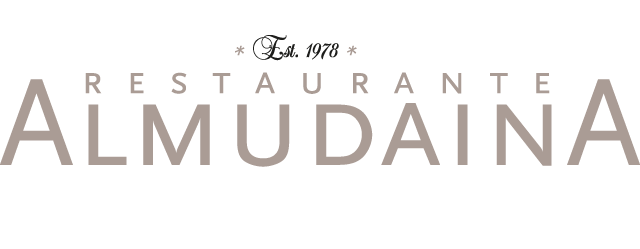 * Est. 1978 *
RESTAURANTE
ALMUDAINA